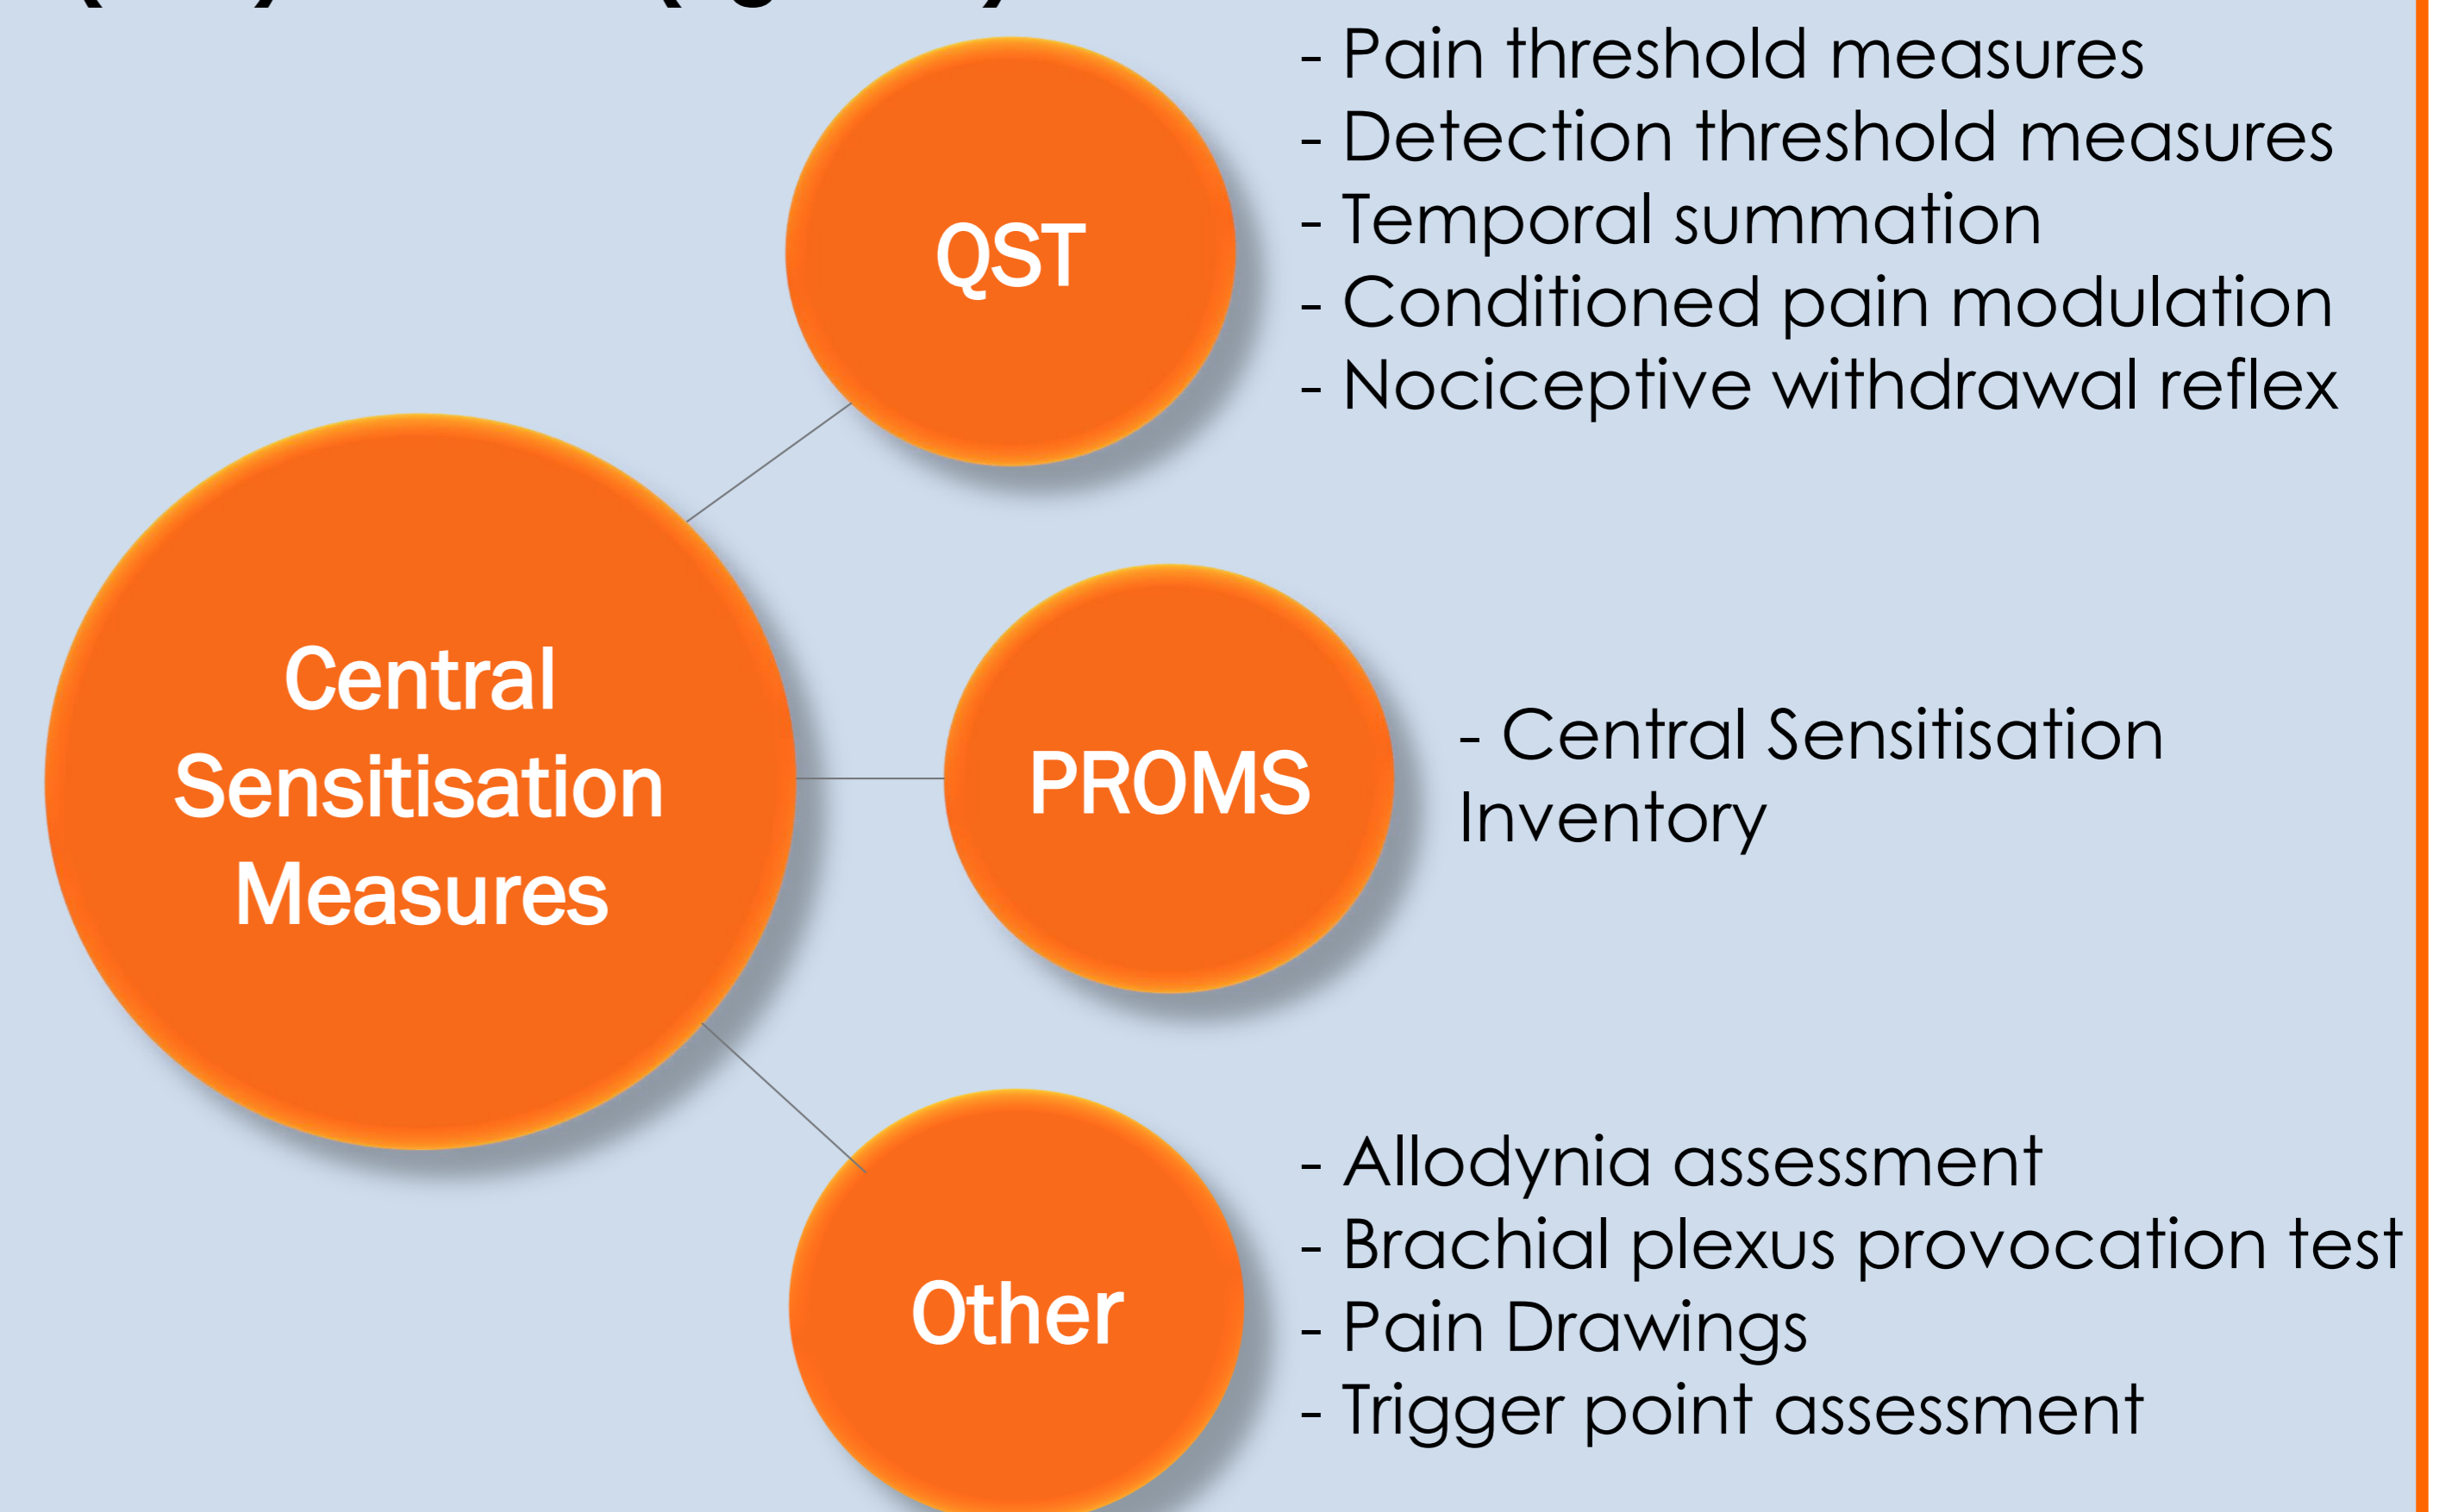 - Pain threshold measures
- Detection threshold measures
- Temporal summation
- Conditioned pain modulation
- Nociceptive withdrawal reflex
QST
Central
Sensitisation
Measures
PROMS
- Central Sensitisation
Inventory
Other
- Allodynia assessment
- Brachial plexus provocation test
- Pain Drawings
- Trigger point assessment